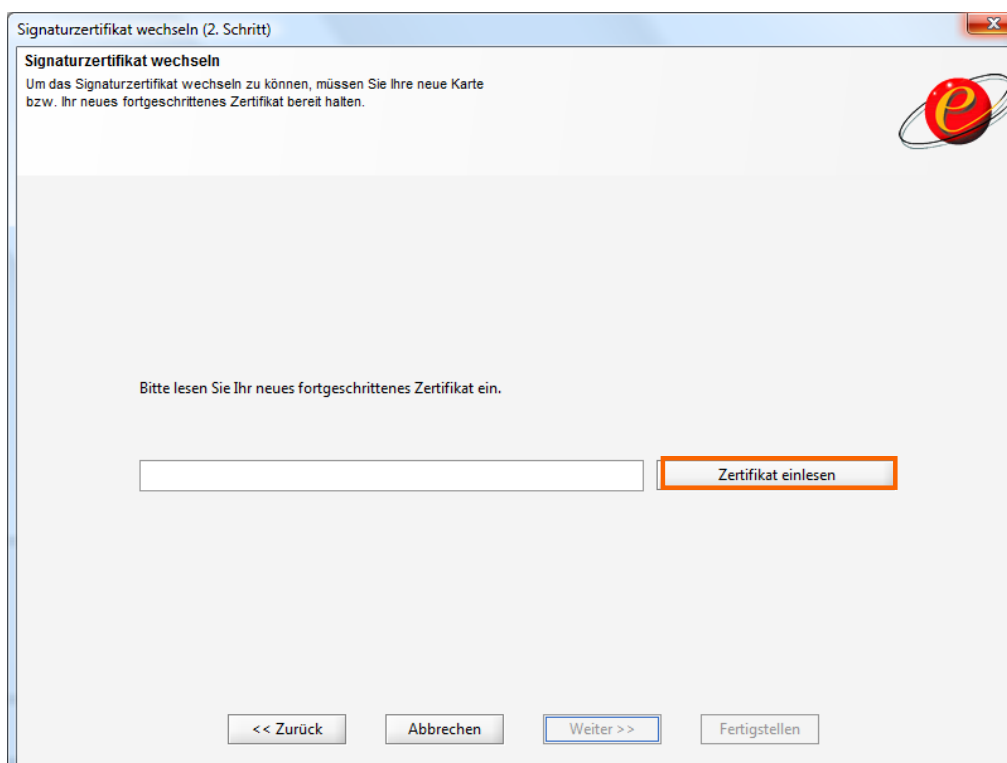 Signaturzertifikat wechseln (2. Schritt)
Signaturzertifikat wechseln
Um das Signaturzertifikat wechseln zu können, müssen Sie Ihre neue Karte
bzw. Ihr neues fortgeschrittenes Zertifikat bereit halten.
e
Bitte lesen Sie Ihr neues fortgeschrittenes Zertifikat ein.
Zertifikat einlesen
<< Zurück Abbrechen Weiter >> Fertigstellen